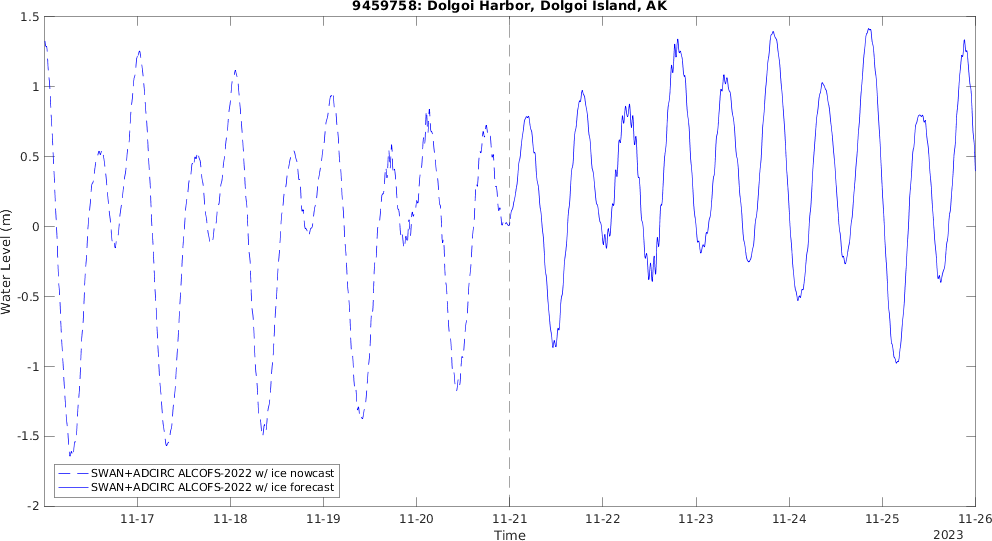 9459758: Dolgoi Harbor, Dolgoi Island, AK
1.5
1
0.5
0
-0.5
-1
-1.5
-2
Water Level (m)
SWAN+ADCIRC ALCOFS-2022 w/ ice nowcast
SWAN+ADCIRC ALCOFS-2022 w/ ice forecast
11-17 11-18 11-19 11-20 11-21 11-22 11-23 11-24 11-25 11-26
Time
2023